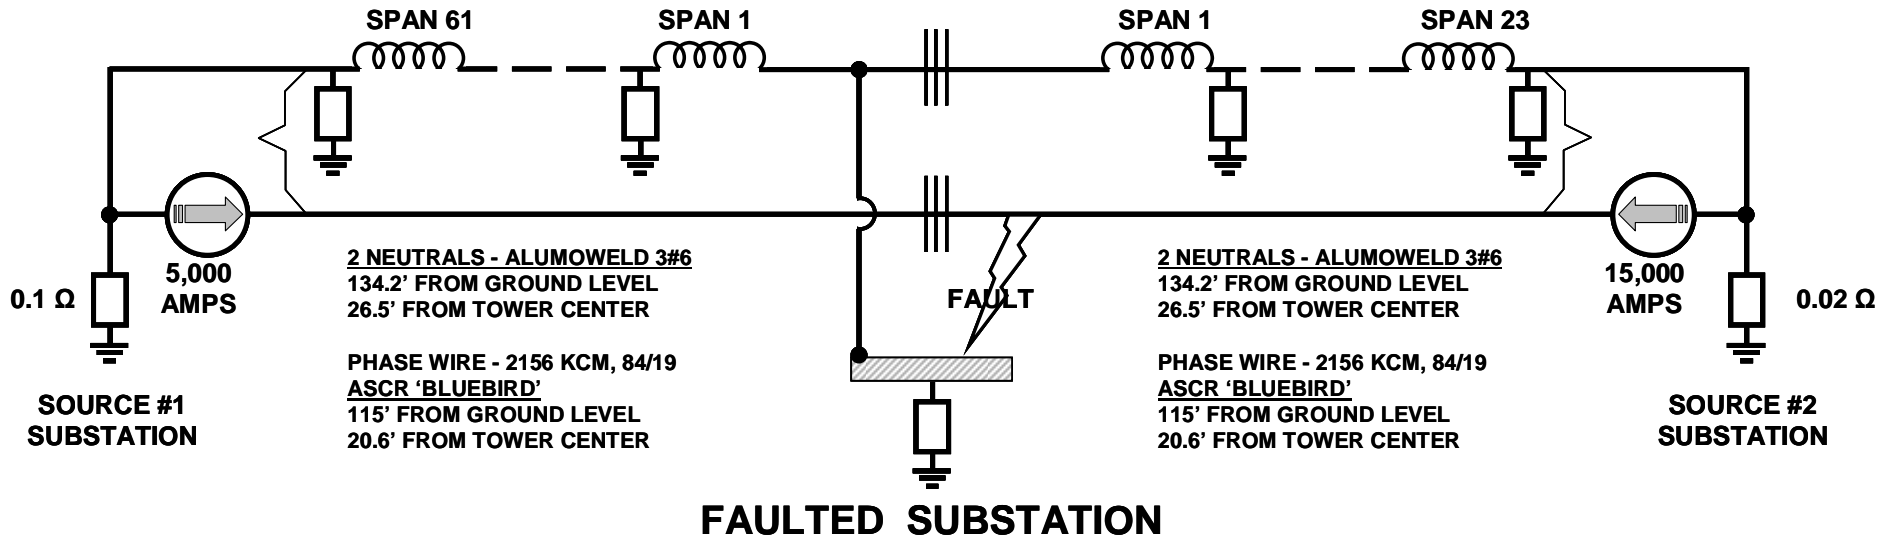 SPAN 61
SPAN 1
SPAN 1
SPAN 23
5,000
AMPS
0.1 Ω
SOURCE #1
SUBSTATION
2 NEUTRALS - ALUMOWELD 3#6
134.2' FROM GROUND LEVEL
26.5' FROM TOWER CENTER
PHASE WIRE - 2156 KCM, 84/19
ASCR ‘BLUEBIRD’
115' FROM GROUND LEVEL
20.6' FROM TOWER CENTER
FAULT
2 NEUTRALS - ALUMOWELD 3#6
134.2' FROM GROUND LEVEL
26.5' FROM TOWER CENTER
PHASE WIRE - 2156 KCM, 84/19
ASCR ‘BLUEBIRD’
115' FROM GROUND LEVEL
20.6' FROM TOWER CENTER
15,000
AMPS
0.02 Ω
SOURCE #2
SUBSTATION
FAULTED SUBSTATION